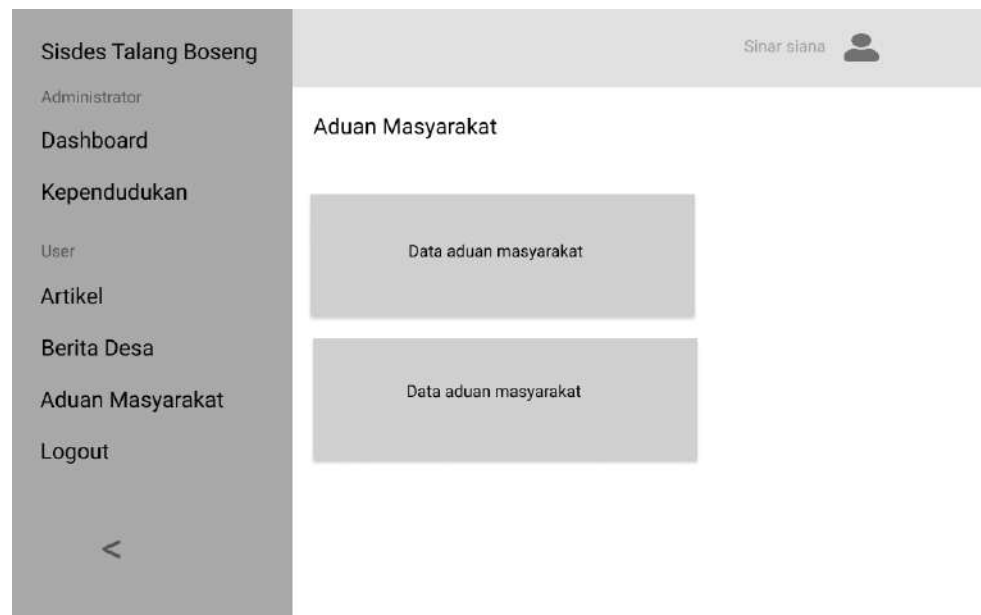 Sisdes Talang Boseng
Administrator
Dashboard
Kependudukan
User
Artikel
Berita Desa
Aduan Masyarakat
Logout
<
Sinar siana
Aduan Masyarakat
Data aduan masyarakat
Data aduan masyarakat